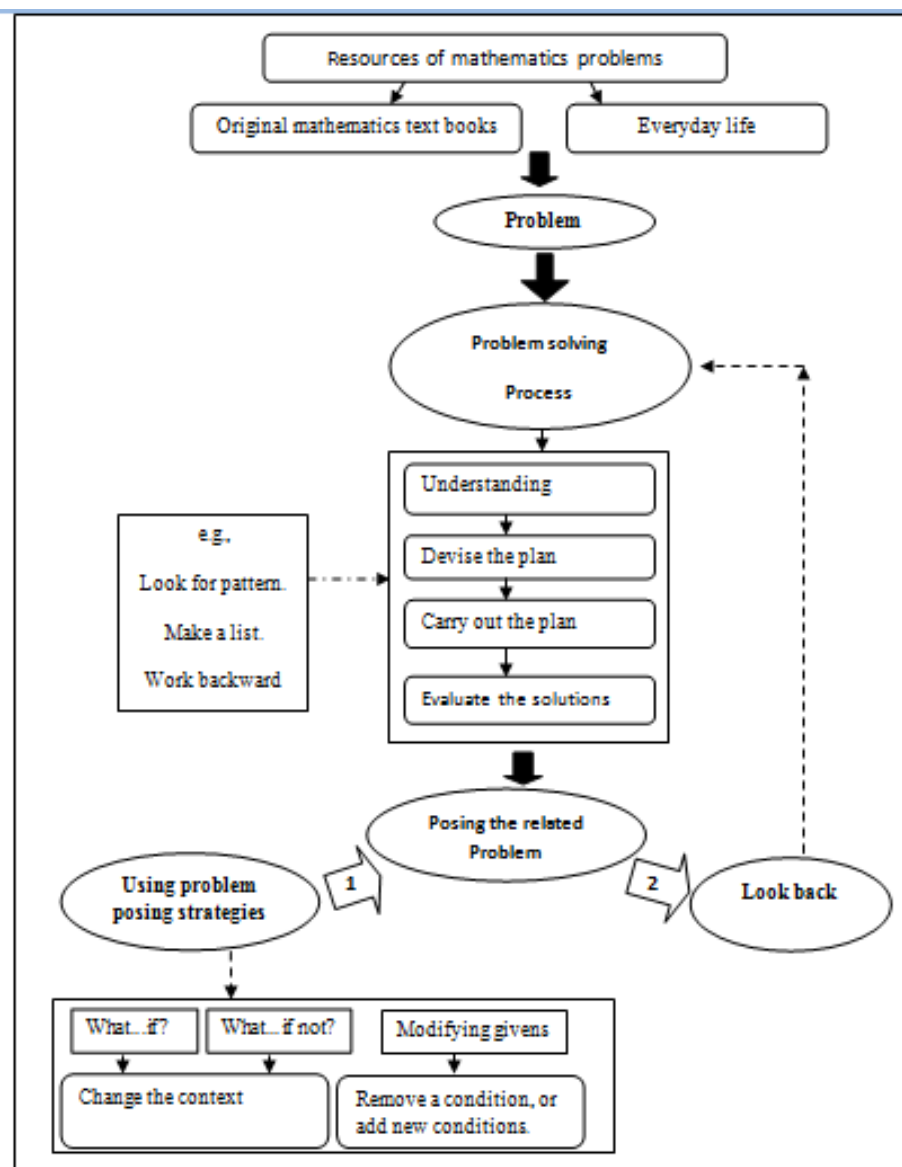 Resources of mathematics problems
Original mathematics text books
Everyday life
Problem
Problem solving
Process
Understanding
Devise the plan
Carry out the plan
Evaluate the solutions
e.g.,
Look for pattern.
Make a list.
Work backward
Posing the related
Problem
Using problem
posing strategies
1
2
Look back
What...if?
What...if not?
Modifying givens
Change the context
Remove a condition, or
add new conditions.